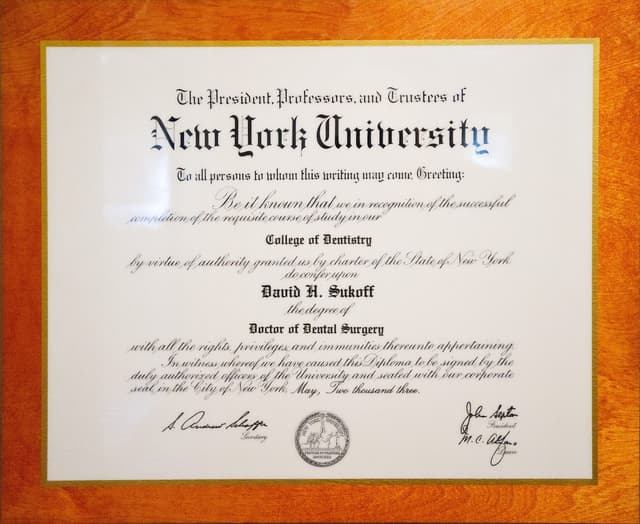 The President, Professors, and Trustees of
New York University
To all persons to whom this writing may come, Greeting:
Be it known that we in recognition of the successful
completion of the requisite course of study in our
College of Dentistry
by virtue of authority granted us by charter of the State of New York
do confer upon
David H. Sukoff
the degree of
Doctor of Dental Surgery
with all the rights, privileges, and immunities thereunto appertaining.
In witness whereof we have caused this Diploma to be signed by the
duly authorized officers of the University and sealed with our corporate
seal in the City of New York, May, Two thousand three.
S. Andrew Schaffer
Secretary
John Sexton
President
M. C.
Dean